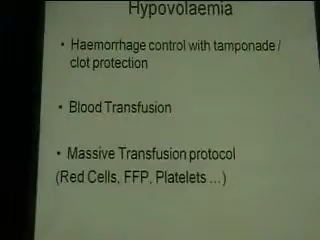 Hypovolaemia
• Haemorrhage control with tamponade /
clot protection
• Blood Transfusion
• Massive Transfusion protocol
(Red Cells, FFP, Platelets ...)